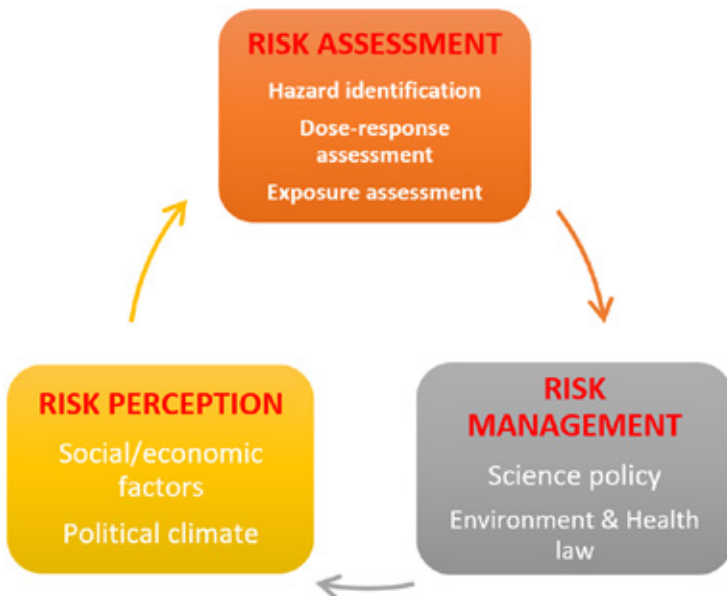 RISK ASSESSMENT
Hazard identification
Dose-response
assessment
Exposure assessment
RISK PERCEPTION
Social/economic
factors
Political climate
RISK
MANAGEMENT
Science policy
Environment & Health
law